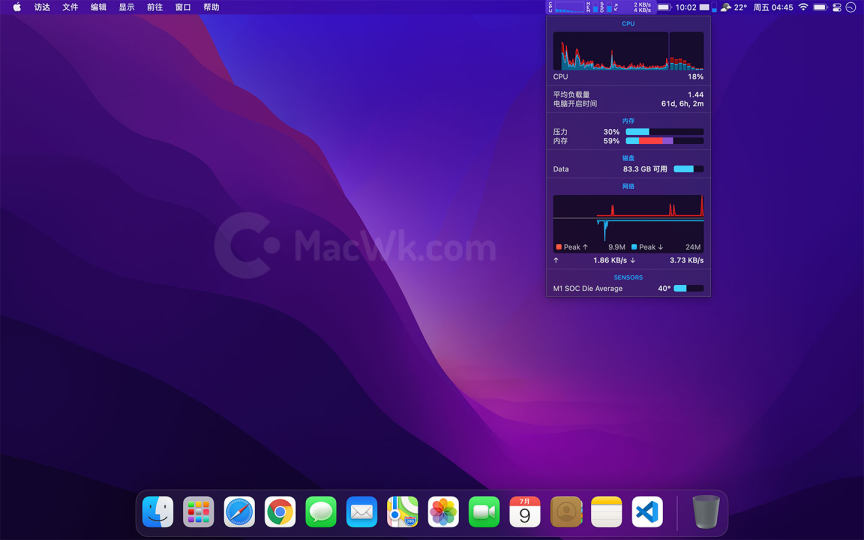 访达 文件 编辑 显示 前往 窗口 帮助
2 KB/s
4 KB/s
10:02
22°
周五 04:45
CPU
CPU 18%
平均负载量 1.44
电脑开启时间 61d, 6h, 2m
内存
压力 30%
内存 59%
磁盘
Data 83.3 GB 可用
网络
Peak ↑ 9.9M Peak ↓ 24M
↑ 1.86 KB/s ↓ 3.73 KB/s
SENSORS
M1 SOC Die Average 40°
MacWk.com
7月
9